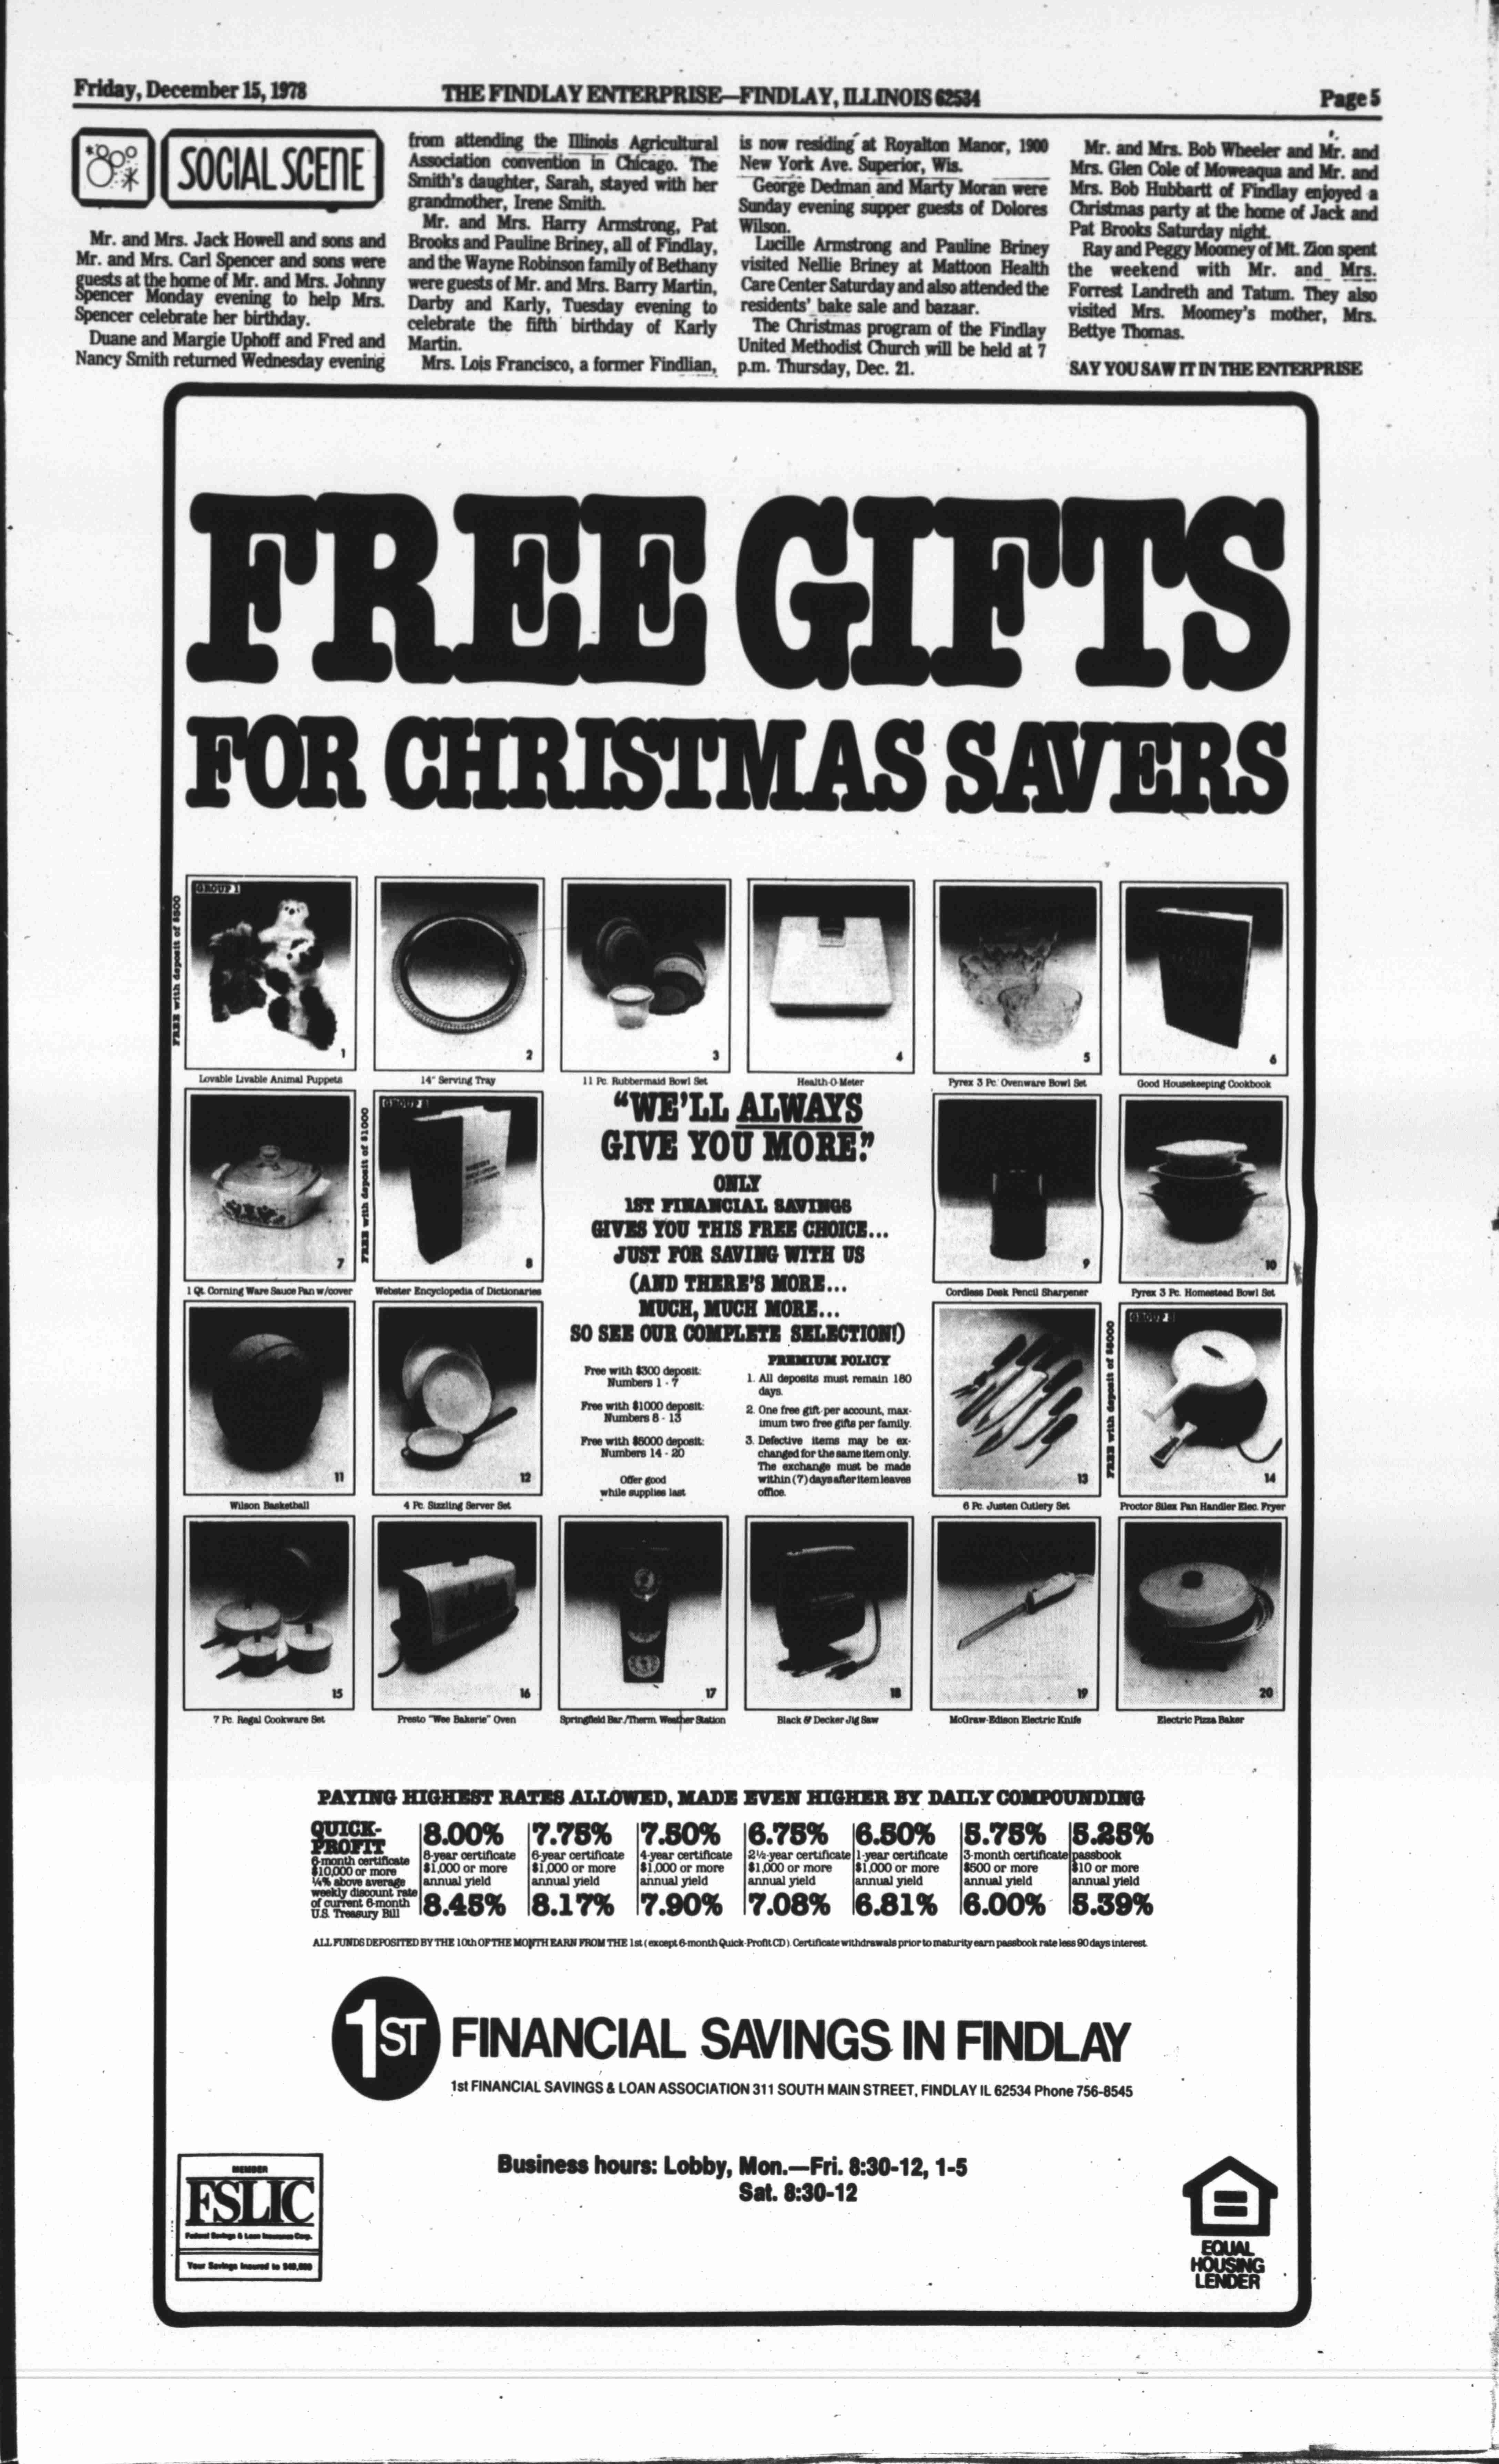 Friday, December 15, 1978
THE FINDLAY ENTERPRISE—FINDLAY, ILLINOIS 62534
Page 5
SOCIAL SCENE
Mr. and Mrs. Jack Howell and sons and
Mr. and Mrs. Carl Spencer and sons were
guests at the home of Mr. and Mrs. Johnny
Spencer Monday evening to help Mrs.
Spencer celebrate her birthday.
Duane and Margie Uphoff and Fred and
Nancy Smith returned Wednesday evening
from attending the Illinois Agricultural
Association convention in Chicago. The
Smith's daughter, Sarah, stayed with her
grandmother, Irene Smith.
Mr. and Mrs. Harry Armstrong, Pat
Brooks and Pauline Briney, all of Findlay,
and the Wayne Robinson family of Bethany
were guests of Mr. and Mrs. Barry Martin,
Darby and Karly, Tuesday evening to
celebrate the fifth birthday of Karly
Martin.
Mrs. Lois Francisco, a former Findlian,
is now residing at Royalton Manor, 1900
New York Ave. Superior, Wis.
George Dedman and Marty Moran were
Sunday evening supper guests of Dolores
Wilson.
Lucille Armstrong and Pauline Briney
visited Nellie Briney at Mattoon Health
Care Center Saturday and also attended the
residents' bake sale and bazaar.
The Christmas program of the Findlay
United Methodist Church will be held at 7
p.m. Thursday, Dec. 21.
Mr. and Mrs. Bob Wheeler and Mr. and
Mrs. Glen Cole of Moweaqua and Mr. and
Mrs. Bob Hubbartt of Findlay enjoyed a
Christmas party at the home of Jack and
Pat Brooks Saturday night.
Ray and Peggy Moomey of Mt. Zion spent
the weekend with Mr. and Mrs.
Forrest Landreth and Tatum. They also
visited Mrs. Moomey's mother, Mrs.
Bettye Thomas.
SAY YOU SAW IT IN THE ENTERPRISE
FREE GIFTS
FOR CHRISTMAS SAVERS
FREE with deposit of $300
GROUP 1
1
2
3
4
5
6
Lovable Livable Animal Puppets
14" Serving Tray
11 Pc. Rubbermaid Bowl Set
Health-O-Meter
Pyrex 3 Pc. Ovenware Bowl Set
Good Housekeeping Cookbook
7
FREE with deposit of $1000
GROUP 2
8
1 Qt. Corning Ware Sauce Pan w/cover
Webster Encyclopedia of Dictionaries
"WE'LL ALWAYS
GIVE YOU MORE."
ONLY
1ST FINANCIAL SAVINGS
GIVES YOU THIS FREE CHOICE...
JUST FOR SAVING WITH US
(AND THERE'S MORE...
MUCH, MUCH MORE...
SO SEE OUR COMPLETE SELECTION!)
9
10
Cordless Desk Pencil Sharpener
Pyrex 3 Pc. Homestead Bowl Set
11
12
Wilson Basketball
4 Pc. Sizzling Server Set
Free with $300 deposit:
Numbers 1 - 7
Free with $1000 deposit:
Numbers 8 - 13
Free with $5000 deposit:
Numbers 14 - 20
Offer good
while supplies last
PREMIUM POLICY
1. All deposits must remain 180
days.
2. One free gift per account, max-
imum two free gifts per family.
3. Defective items may be ex-
changed for the same item only.
The exchange must be made
within (7) days after item leaves
office.
13
FREE with deposit of $5000
GROUP 3
14
6 Pc. Justen Cutlery Set
Proctor Silex Pan Handler Elec. Fryer
15
16
17
18
19
20
7 Pc. Regal Cookware Set
Presto "Wee Bakerie" Oven
Springfield Bar./Therm. Weather Station
Black & Decker Jig Saw
McGraw-Edison Electric Knife
Electric Pizza Baker
PAYING HIGHEST RATES ALLOWED, MADE EVEN HIGHER BY DAILY COMPOUNDING
QUICK-
PROFIT
6-month certificate
$10,000 or more
¼% above average
weekly discount rate
of current 6-month
U.S. Treasury Bill
8.00%
8-year certificate
$1,000 or more
annual yield
8.45%
7.75%
6-year certificate
$1,000 or more
annual yield
8.17%
7.50%
4-year certificate
$1,000 or more
annual yield
7.90%
6.75%
2½-year certificate
$1,000 or more
annual yield
7.08%
6.50%
1-year certificate
$1,000 or more
annual yield
6.81%
5.75%
3-month certificate
$500 or more
annual yield
6.00%
5.25%
passbook
$10 or more
annual yield
5.39%
ALL FUNDS DEPOSITED BY THE 10th OF THE MONTH EARN FROM THE 1st (except 6-month Quick-Profit CD). Certificate withdrawals prior to maturity earn passbook rate less 90 days interest.
1ST FINANCIAL SAVINGS IN FINDLAY
1st FINANCIAL SAVINGS & LOAN ASSOCIATION 311 SOUTH MAIN STREET, FINDLAY IL 62534 Phone 756-8545
Business hours: Lobby, Mon.—Fri. 8:30-12, 1-5
Sat. 8:30-12
MEMBER
FSLIC
Federal Savings & Loan Insurance Corp.
Your Savings Insured to $40,000
EQUAL
HOUSING
LENDER